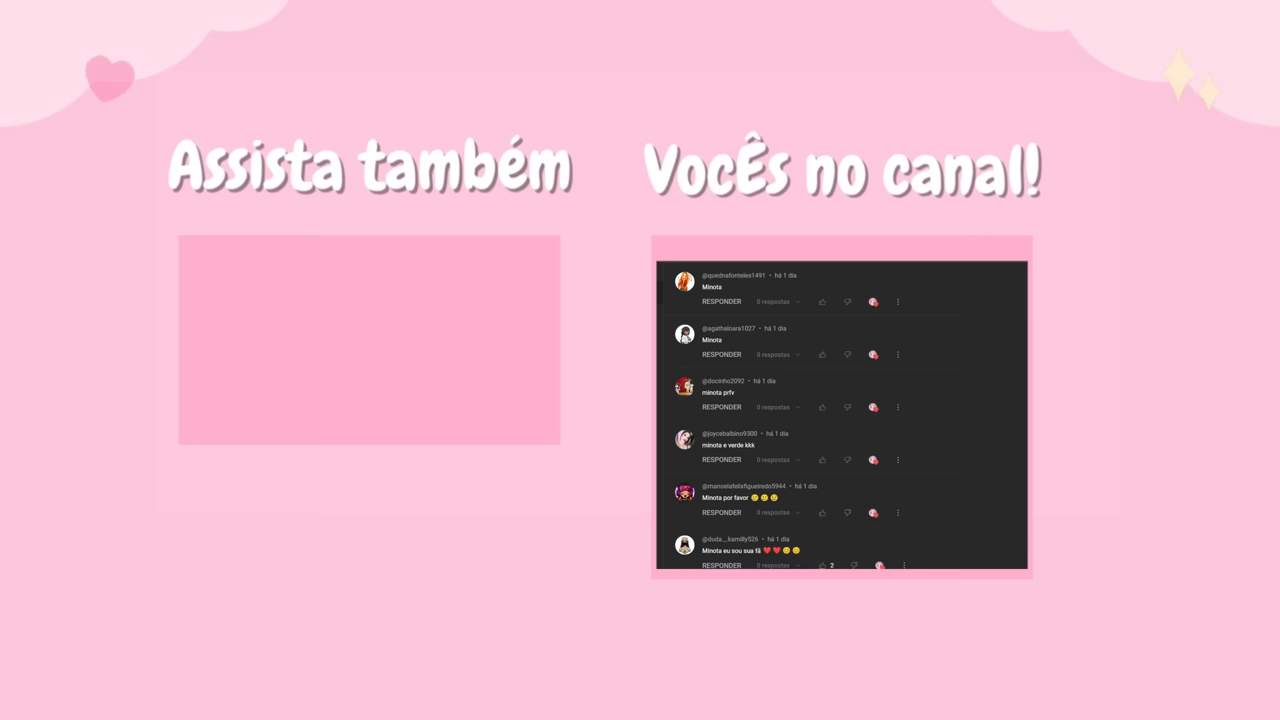 Assista também
VocÊs no canal!
@quednafonteles1491 • há 1 dia
Minota
RESPONDER 0 respostas
@agathaloara1027 • há 1 dia
Minota
RESPONDER 0 respostas
@docinho2092 • há 1 dia
minota prfv
RESPONDER 0 respostas
@joycebalbino9300 • há 1 dia
minota e verde kkk
RESPONDER 0 respostas
@manoelafelixfigueiredo5944 • há 1 dia
Minota por favor 😥 😥 😥
RESPONDER 0 respostas
@duda._.kamilly526 • há 1 dia
Minota eu sou sua fã ❤️ ❤️ 😊 😊
RESPONDER 0 respostas 2